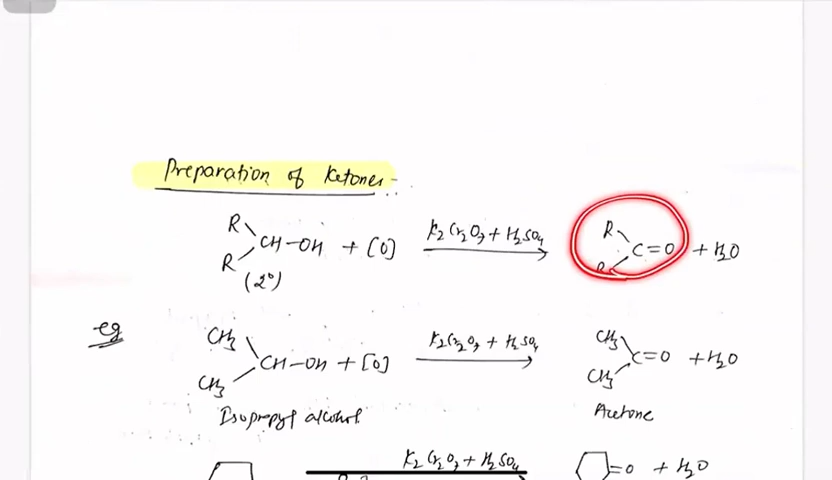 Preparation of Ketones -
R
R CH-OH + [O] K2Cr2O7 + H2SO4 R R C=O + H2O
(2°)
eg
CH3
CH3 CH-OH + [O] K2Cr2O7 + H2SO4 CH3 CH3 C=O + H2O
Isopropyl alcohol Acetone
K2Cr2O7 + H2SO4 =O + H2O